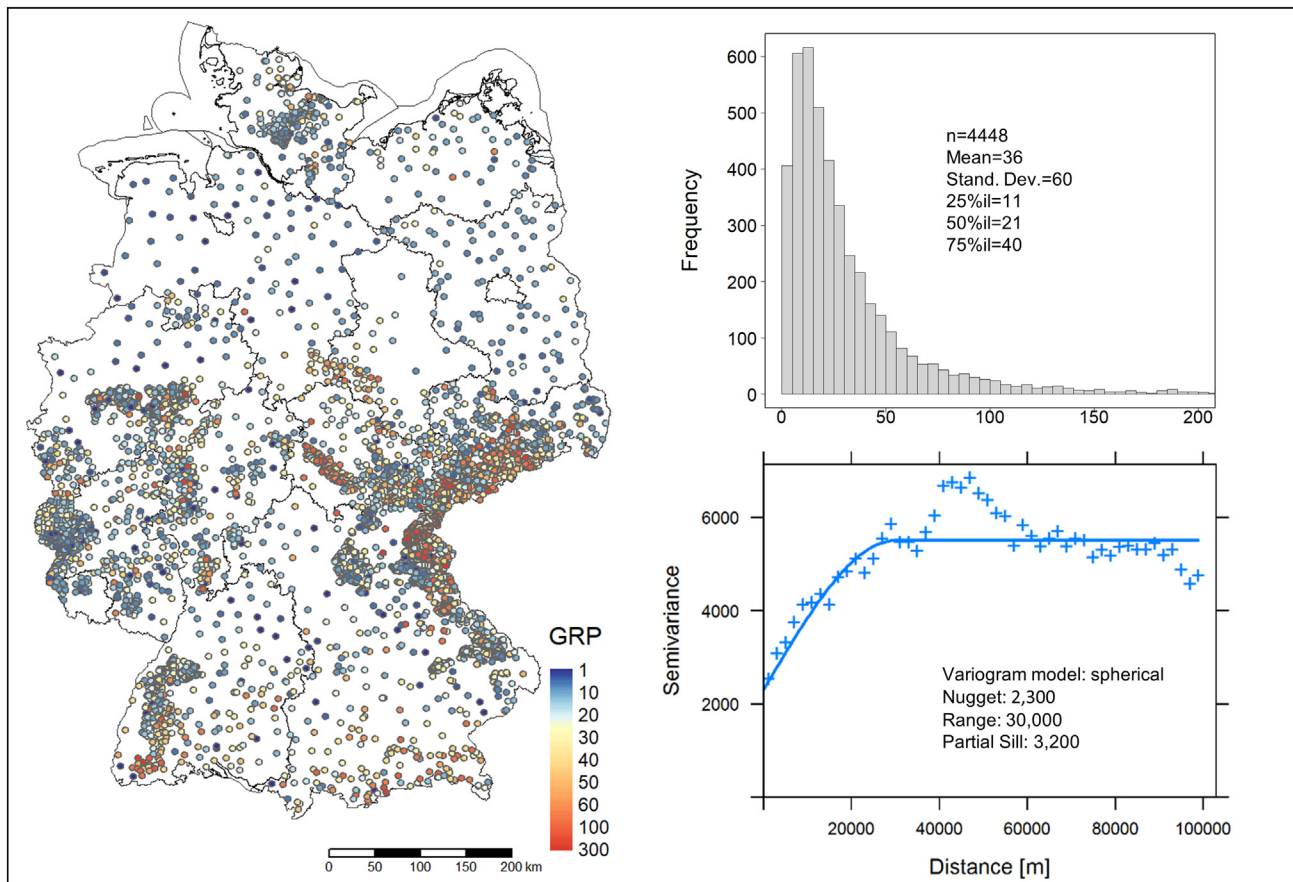 GRP
1
10
20
30
40
50
60
100
300
0 50 100 150 200 km
600
500
400
300
200
100
0
Frequency
n=4448
Mean=36
Stand. Dev.=60
25%il=11
50%il=21
75%il=40
0 50 100 150 200
6000
4000
2000
Semivariance
Variogram model: spherical
Nugget: 2,300
Range: 30,000
Partial Sill: 3,200
20000 40000 60000 80000 100000
Distance [m]